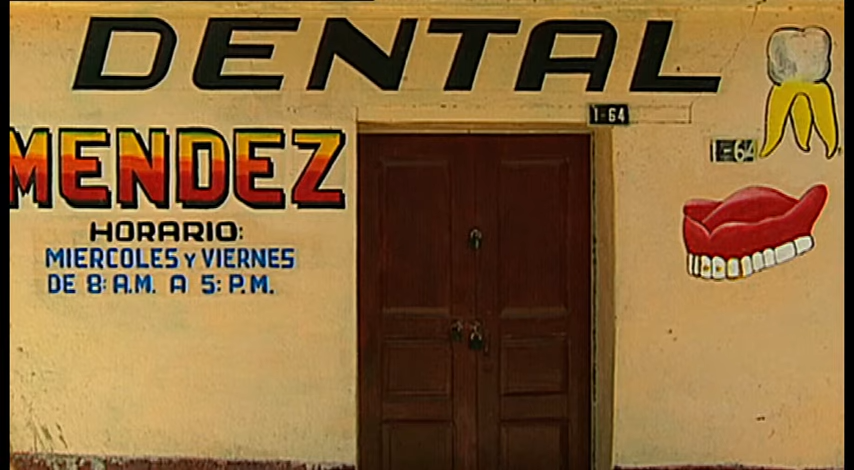 DENTAL
1-64
1-64
MENDEZ
HORARIO:
MIERCOLES Y VIERNES
DE 8: A.M. A 5: P.M.